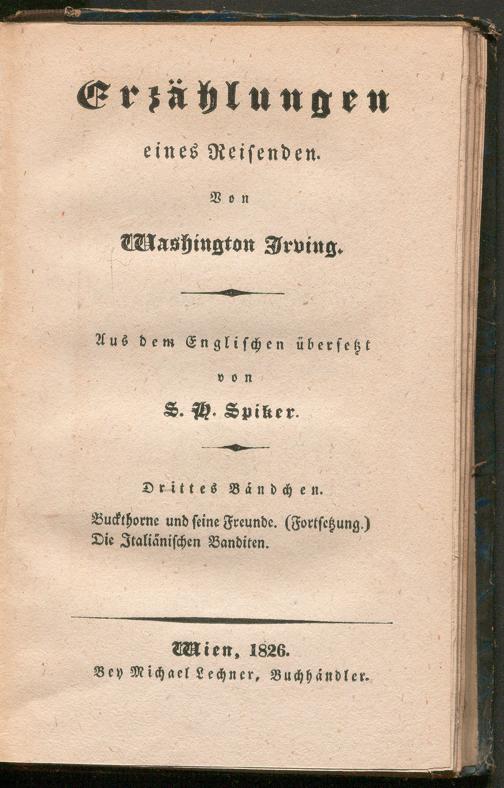 Erzählungen
eines Reisenden.
Von
Washington Irving.
Aus dem Englischen übersetzt
von
S. H. Spiker.
Drittes Bändchen.
Buckthorne und seine Freunde. (Fortsetzung.)
Die Italiänischen Banditen.
Wien, 1826.
Bey Michael Lechner, Buchhändler.